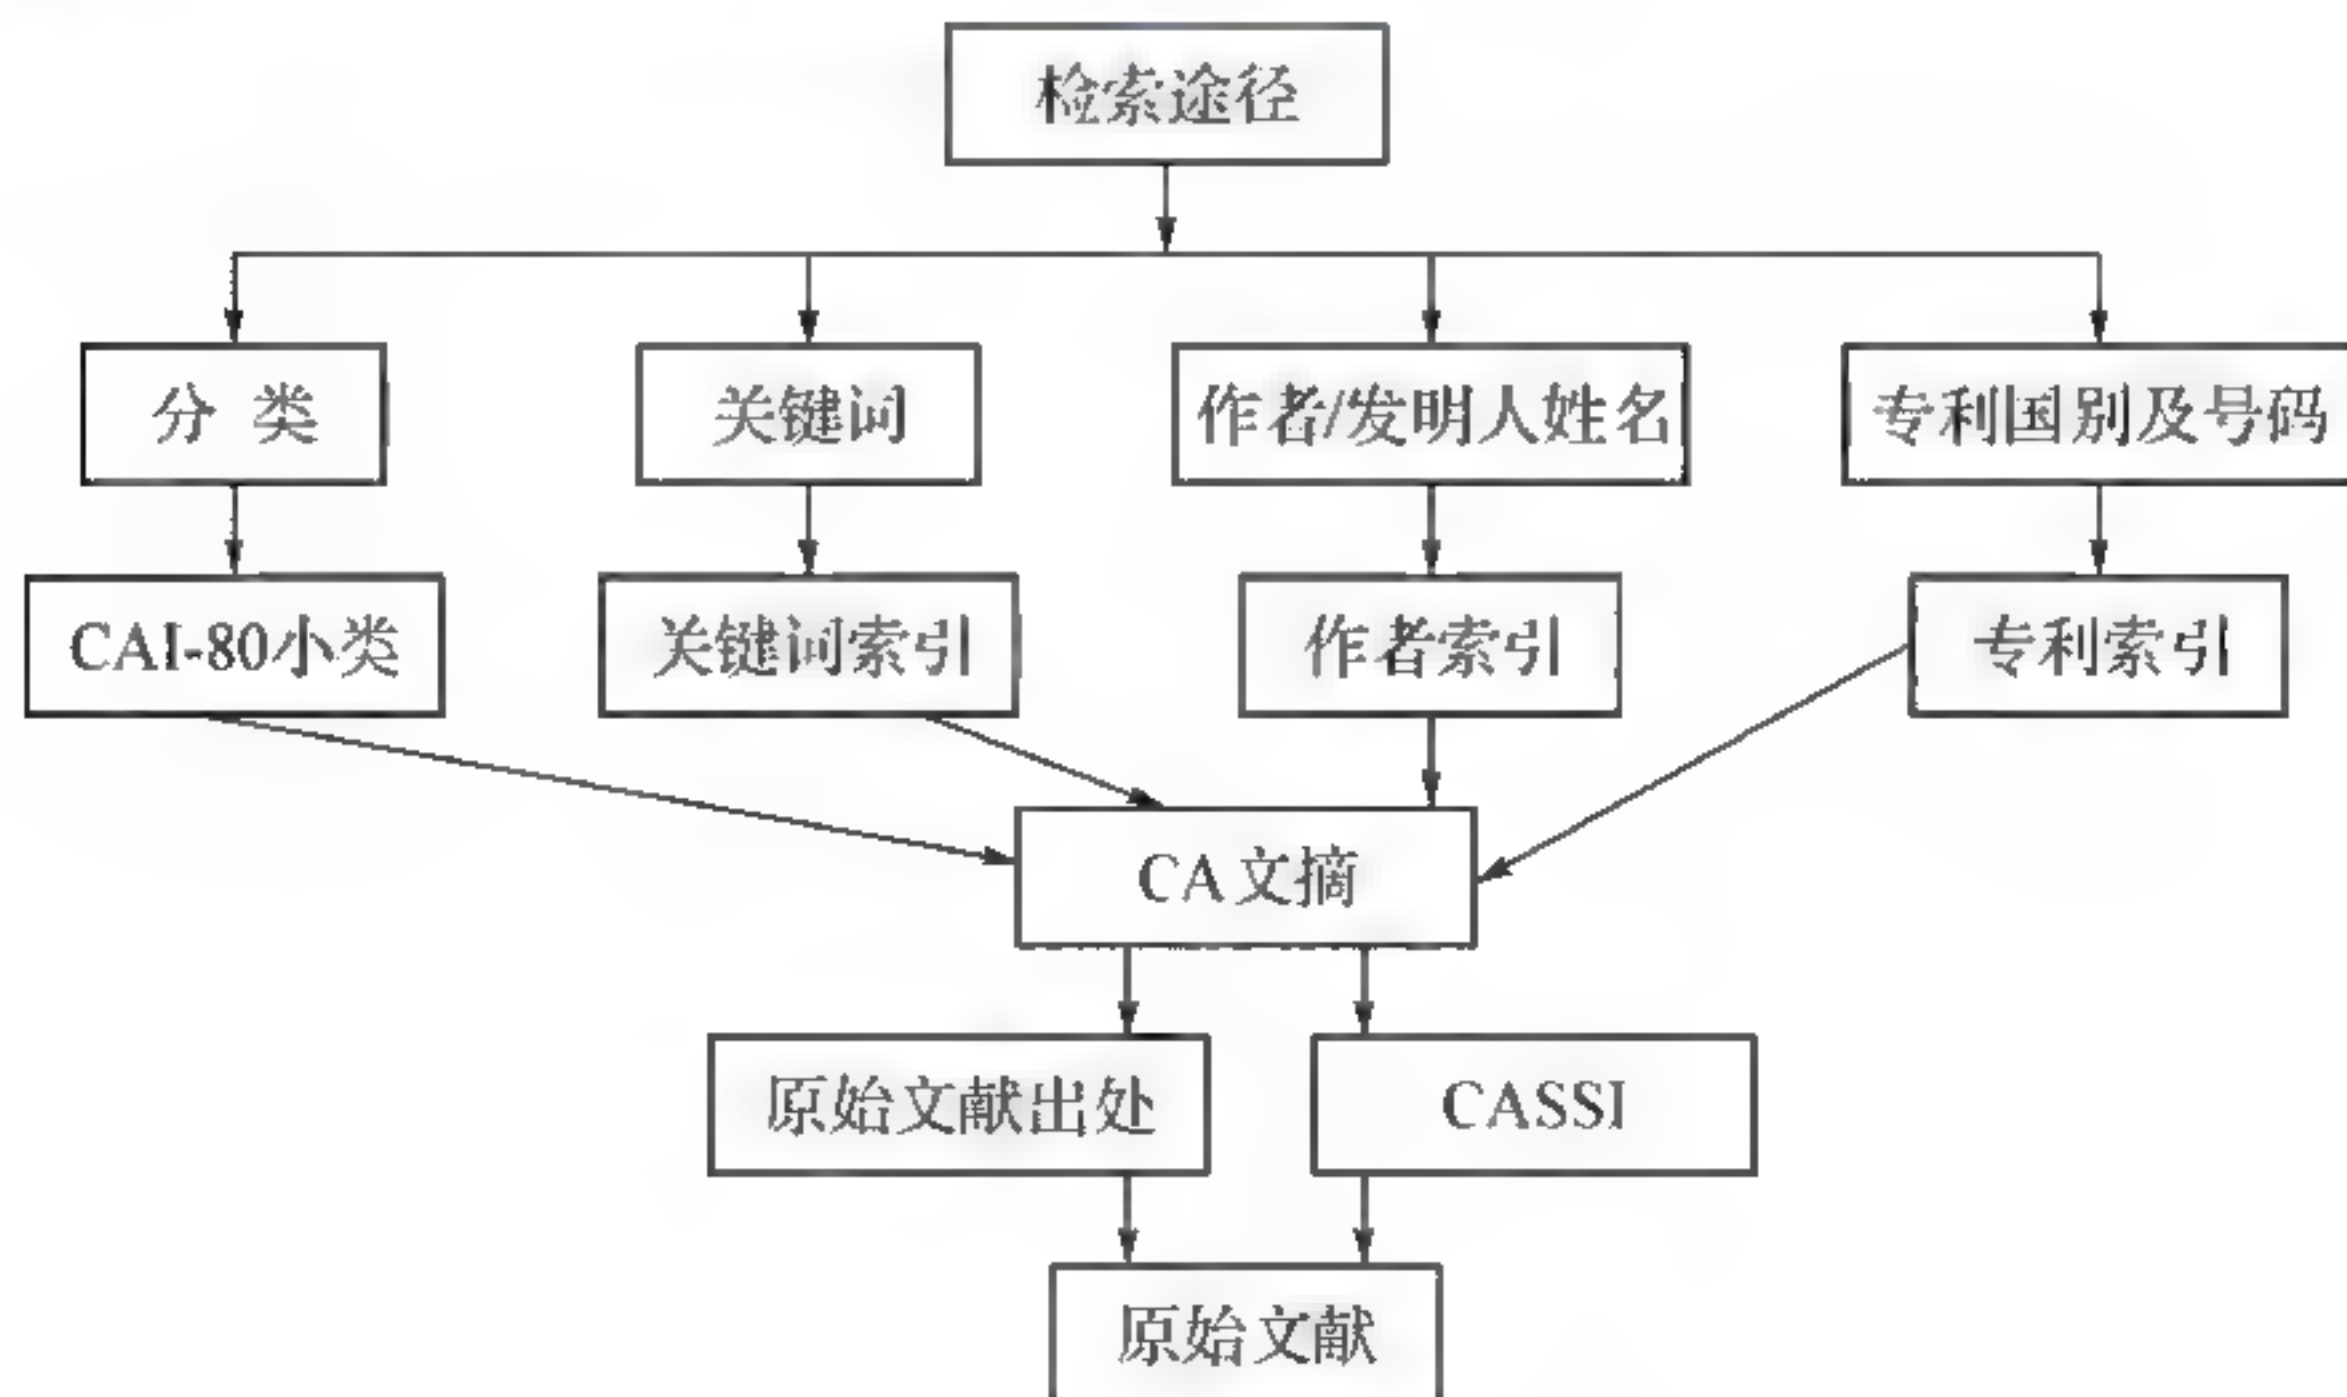 检索途径
分 类
关键词
作者/发明人姓名
专利国别及号码
CAI-80小类
关键词索引
作者索引
专利索引
CA文摘
原始文献出处
CASSI
原始文献